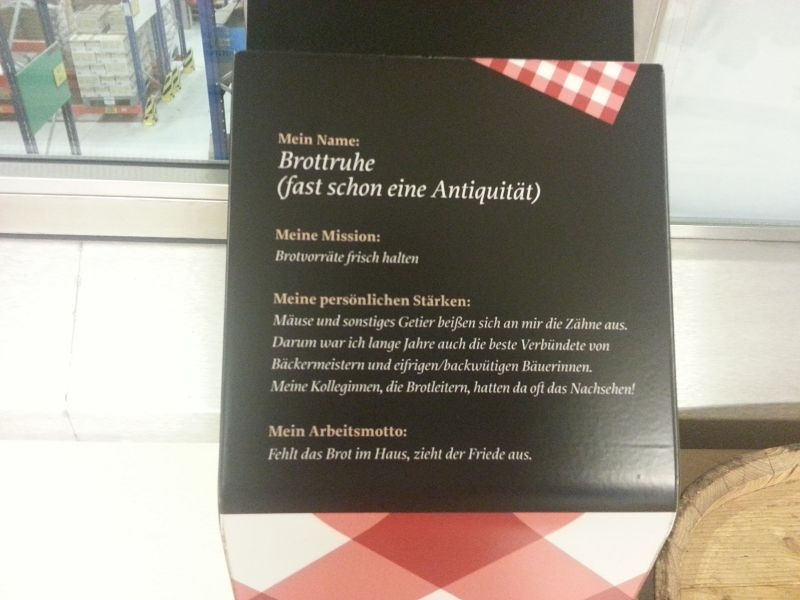 Mein Name:
Brottruhe
(fast schon eine Antiquität)
Meine Mission:
Brotvorräte frisch halten
Meine persönlichen Stärken:
Mäuse und sonstiges Getier beißen sich an mir die Zähne aus.
Darum war ich lange Jahre auch die beste Verbündete von
Bäckermeistern und eifrigen/backwütigen Bäuerinnen.
Meine Kolleginnen, die Brotleitern, hatten da oft das Nachsehen!
Mein Arbeitsmotto:
Fehlt das Brot im Haus, zieht der Friede aus.